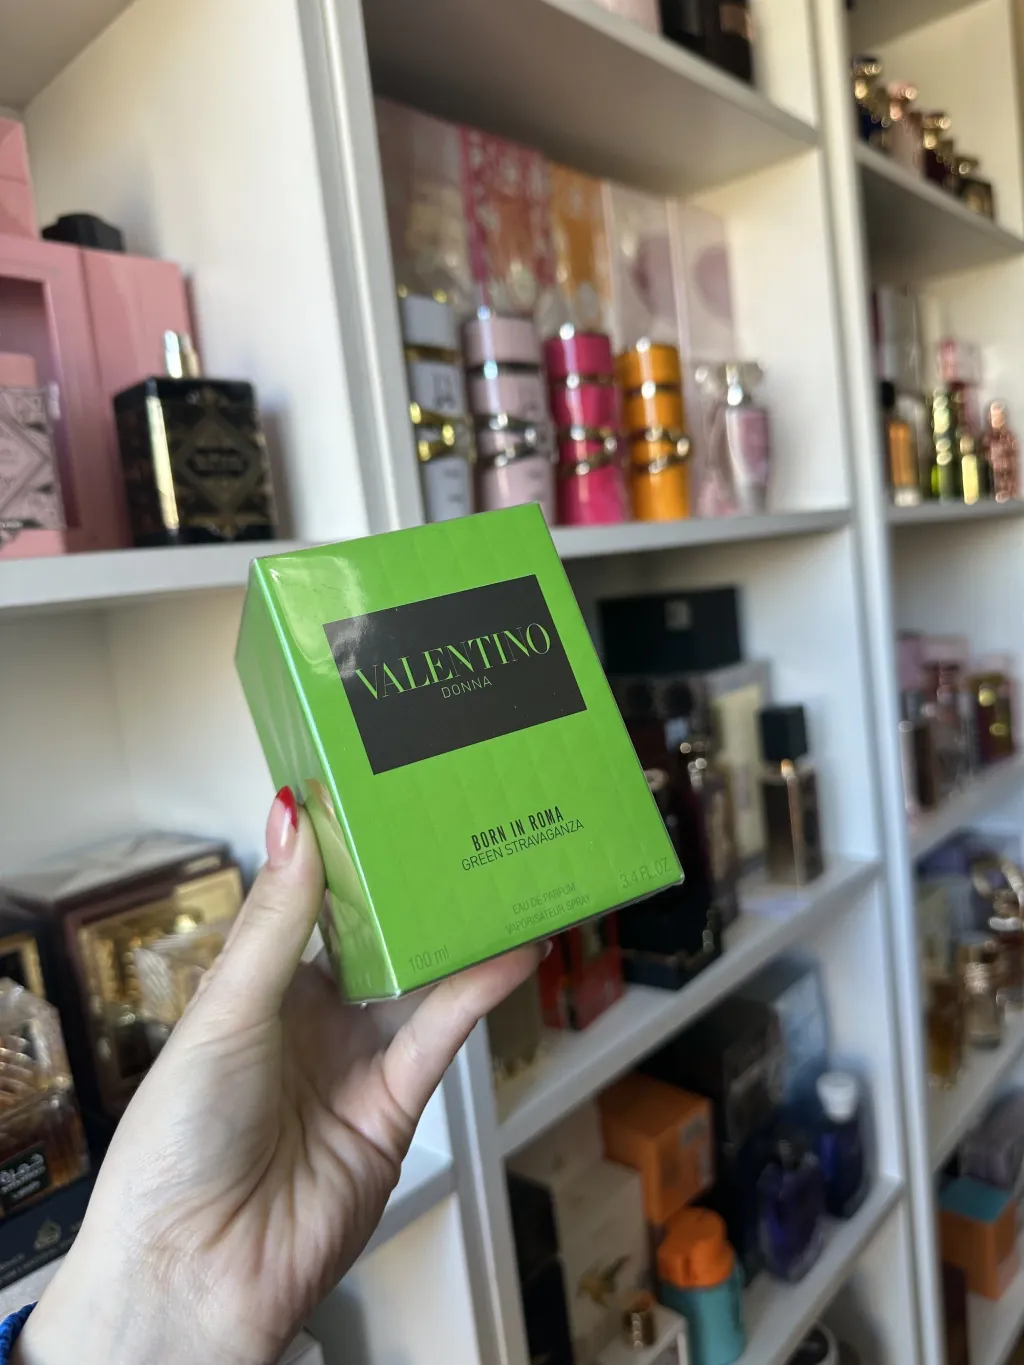 VALENTINO
DONNA
BORN IN ROMA
GREEN STRAVAGANZA
EAU DE PARFUM
VAPORISATEUR SPRAY
100 ml
3.4 FL.OZ.